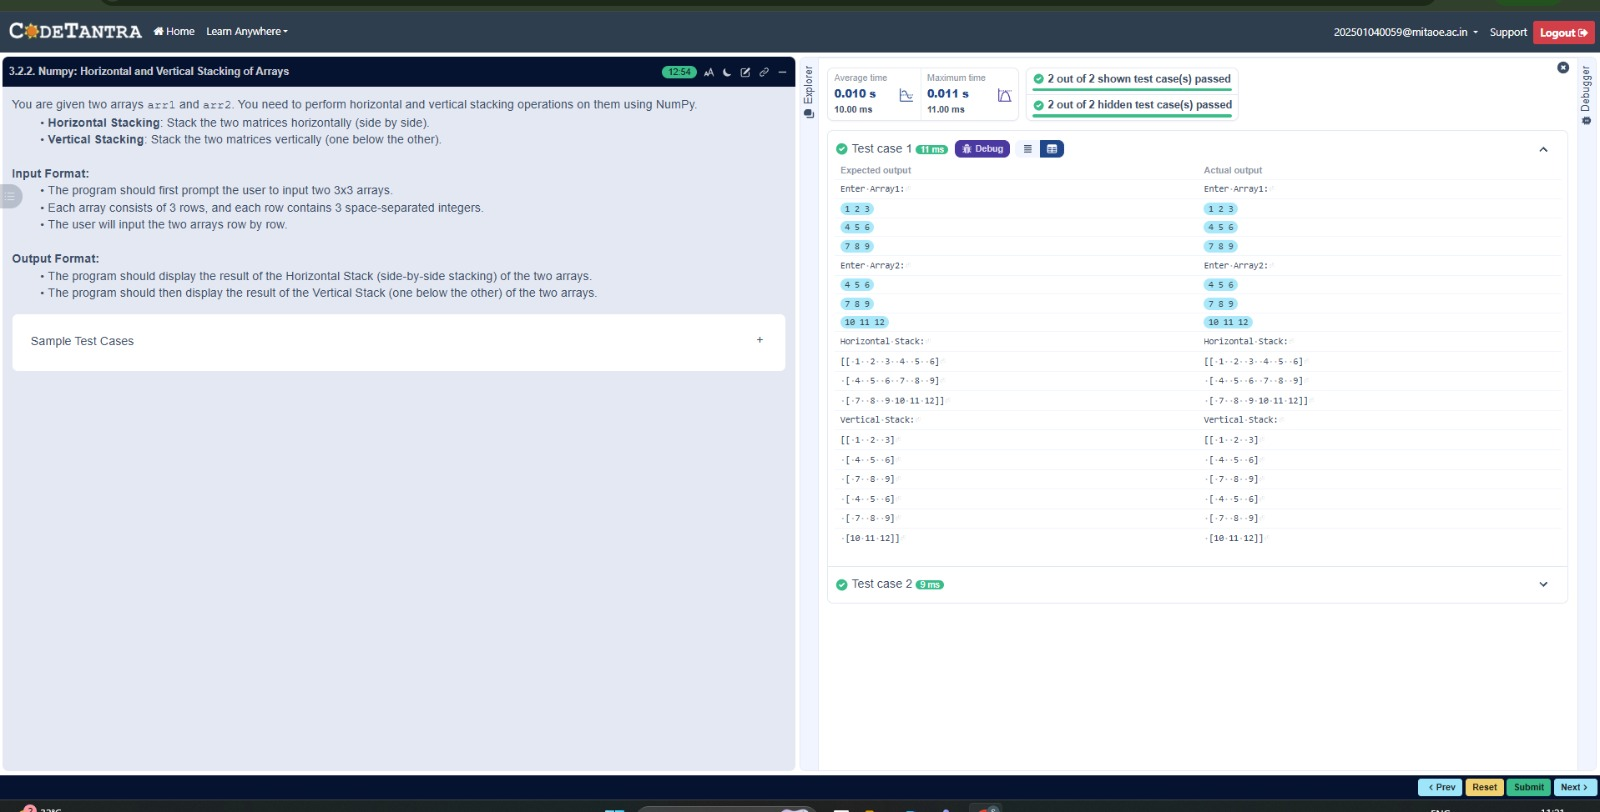 CODETANTRA Home Learn Anywhere 202501040059@mitaoe.ac.in Support Logout
3.2.2. Numpy: Horizontal and Vertical Stacking of Arrays 12:54 AA
You are given two arrays arr1 and arr2. You need to perform horizontal and vertical stacking operations on them using NumPy.
• Horizontal Stacking: Stack the two matrices horizontally (side by side).
• Vertical Stacking: Stack the two matrices vertically (one below the other).
Input Format:
• The program should first prompt the user to input two 3x3 arrays.
• Each array consists of 3 rows, and each row contains 3 space-separated integers.
• The user will input the two arrays row by row.
Output Format:
• The program should display the result of the Horizontal Stack (side-by-side stacking) of the two arrays.
• The program should then display the result of the Vertical Stack (one below the other) of the two arrays.
Sample Test Cases +
Explorer
Average time Maximum time
0.010 s 0.011 s
10.00 ms 11.00 ms
2 out of 2 shown test case(s) passed
2 out of 2 hidden test case(s) passed
Debugger
Test case 1 11 ms Debug
Expected output Actual output
Enter·Array1: Enter·Array1:
1 2 3 1 2 3
4 5 6 4 5 6
7 8 9 7 8 9
Enter·Array2: Enter·Array2:
4 5 6 4 5 6
7 8 9 7 8 9
10 11 12 10 11 12
Horizontal·Stack: Horizontal·Stack:
[[·1··2··3··4··5··6] [[·1··2··3··4··5··6]
·[·4··5··6··7··8··9] ·[·4··5··6··7··8··9]
·[·7··8··9·10·11·12]] ·[·7··8··9·10·11·12]]
Vertical·Stack: Vertical·Stack:
[[·1··2··3] [[·1··2··3]
·[·4··5··6] ·[·4··5··6]
·[·7··8··9] ·[·7··8··9]
·[·4··5··6] ·[·4··5··6]
·[·7··8··9] ·[·7··8··9]
·[10·11·12]] ·[10·11·12]]
Test case 2 9 ms
< Prev Reset Submit Next >